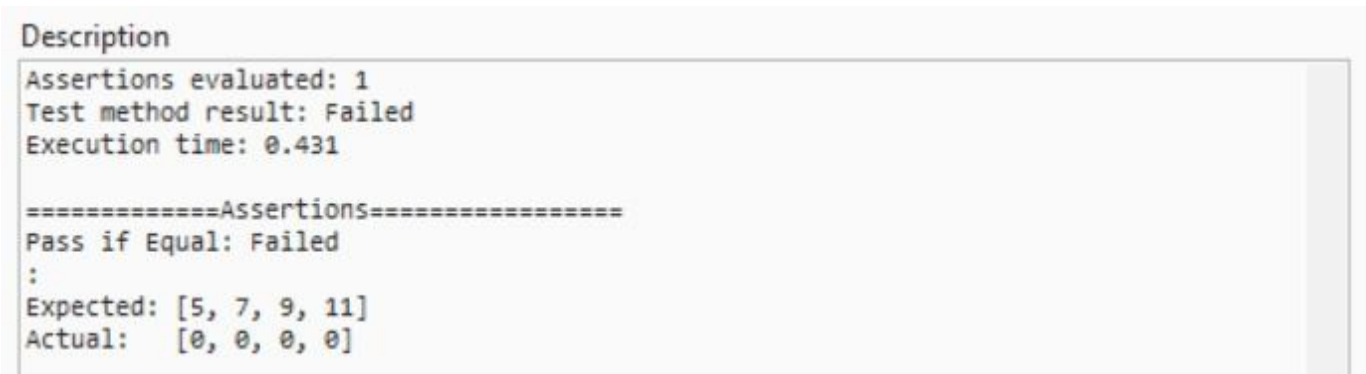 Description
Assertions evaluated: 1
Test method result: Failed
Execution time: 0.431
=============Assertions=================
Pass if Equal: Failed
:
Expected: [5, 7, 9, 11]
Actual:   [0, 0, 0, 0]